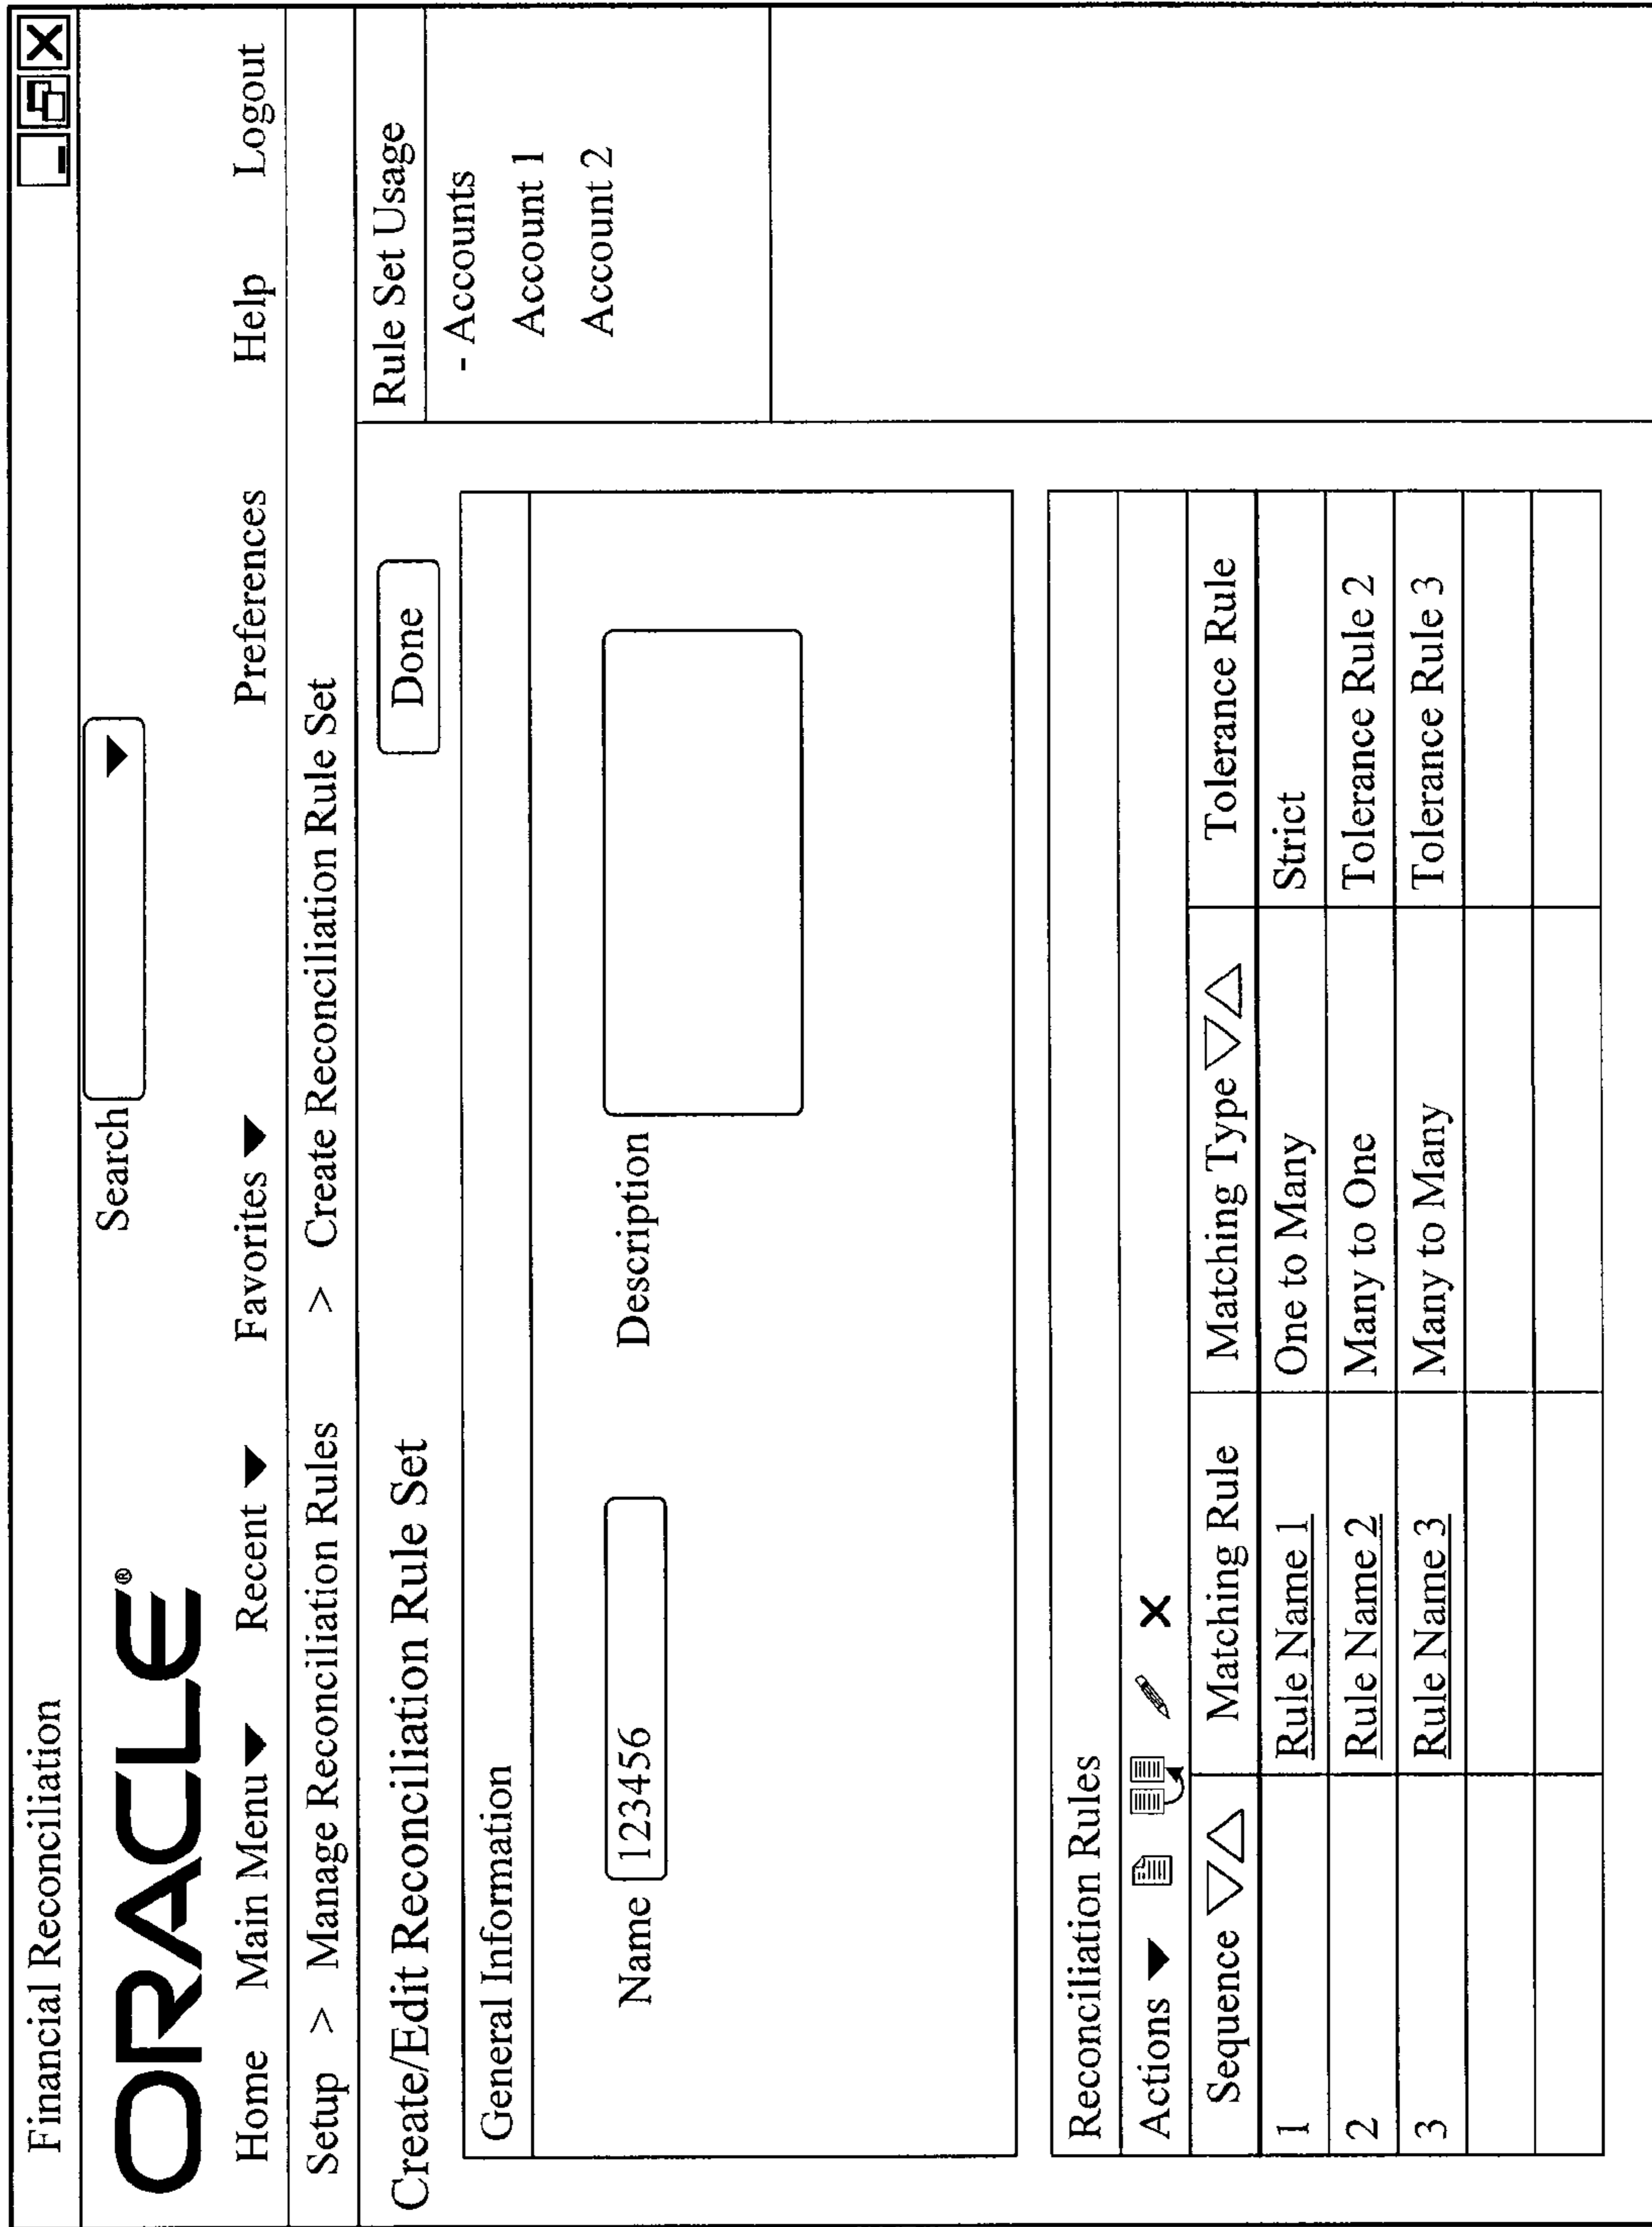 Financial Reconciliation
ORACLE®
Search
Home Main Menu Recent Favorites Preferences Help Logout
Setup > Manage Reconciliation Rules > Create Reconciliation Rule Set
Create/Edit Reconciliation Rule Set
Done
Rule Set Usage
- Accounts
Account 1
Account 2
General Information
Name 123456
Description
Reconciliation Rules
Actions
Sequence Matching Rule Matching Type Tolerance Rule
1 Rule Name 1 One to Many Strict
2 Rule Name 2 Many to One Tolerance Rule 2
3 Rule Name 3 Many to Many Tolerance Rule 3